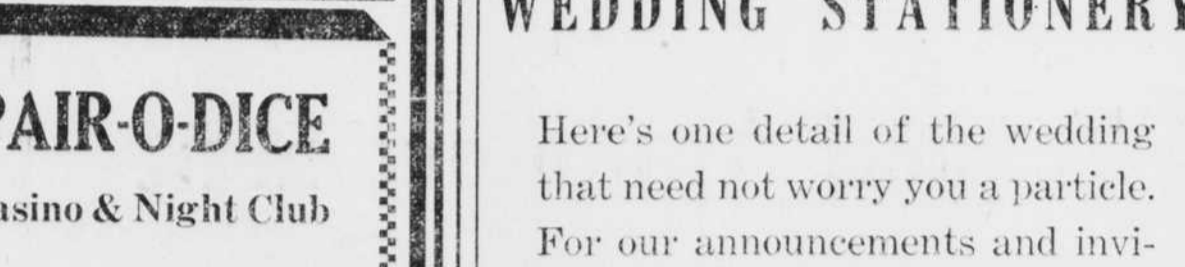 PAIR-O-DICE
asino & Night Club
WEDDING STATIONERY
Here's one detail of the wedding
that need not worry you a particle.
For our announcements and invi-